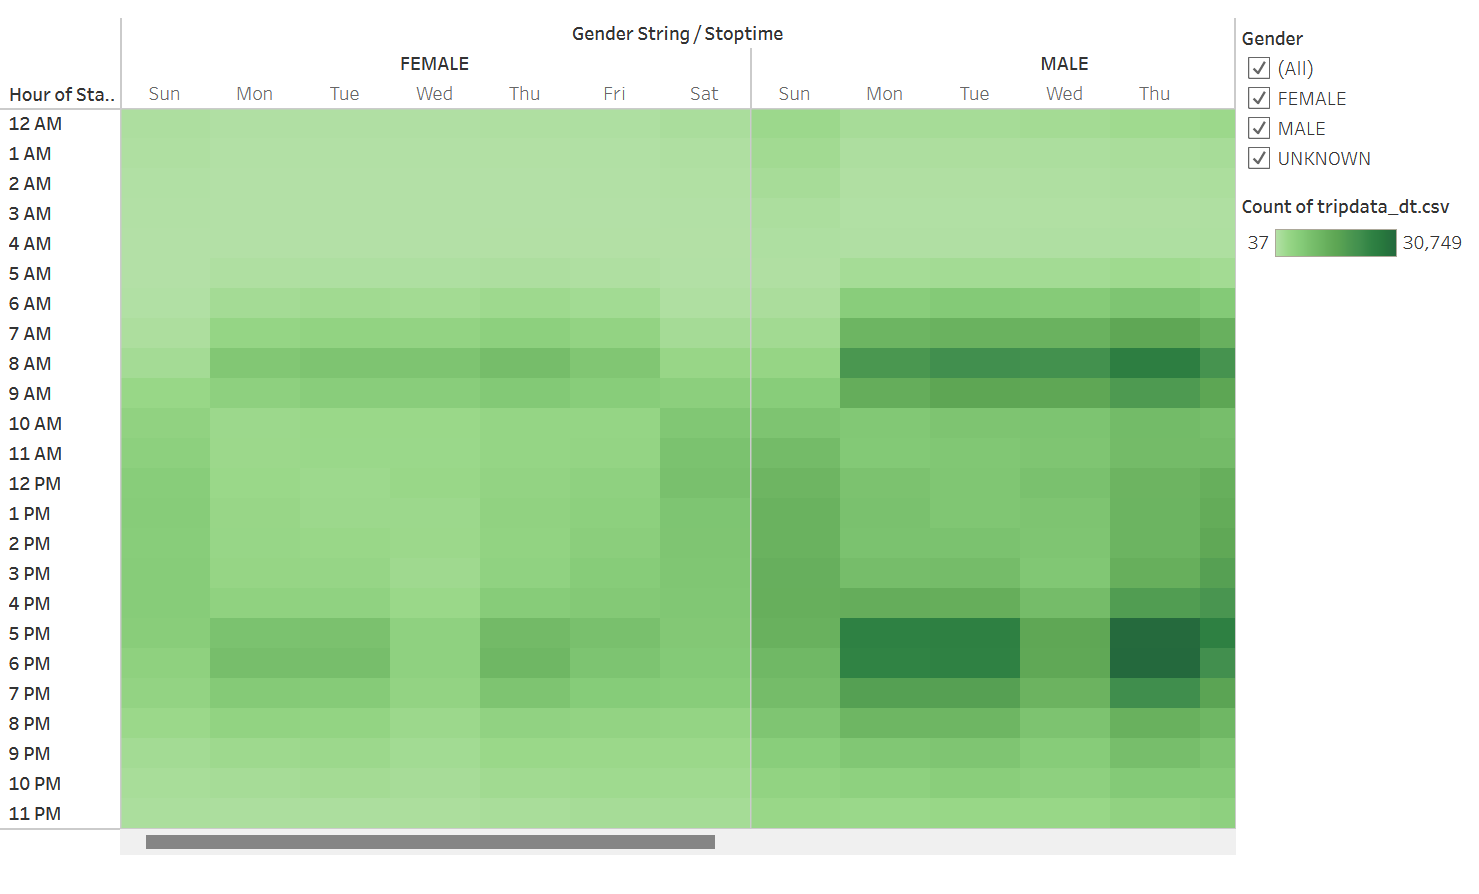 Gender String / Stoptime
FEMALE MALE
Hour of Sta.. Sun Mon Tue Wed Thu Fri Sat Sun Mon Tue Wed Thu
12 AM
1 AM
2 AM
3 AM
4 AM
5 AM
6 AM
7 AM
8 AM
9 AM
10 AM
11 AM
12 PM
1 PM
2 PM
3 PM
4 PM
5 PM
6 PM
7 PM
8 PM
9 PM
10 PM
11 PM
Gender
(All)
FEMALE
MALE
UNKNOWN
Count of tripdata_dt.csv
37 30,749